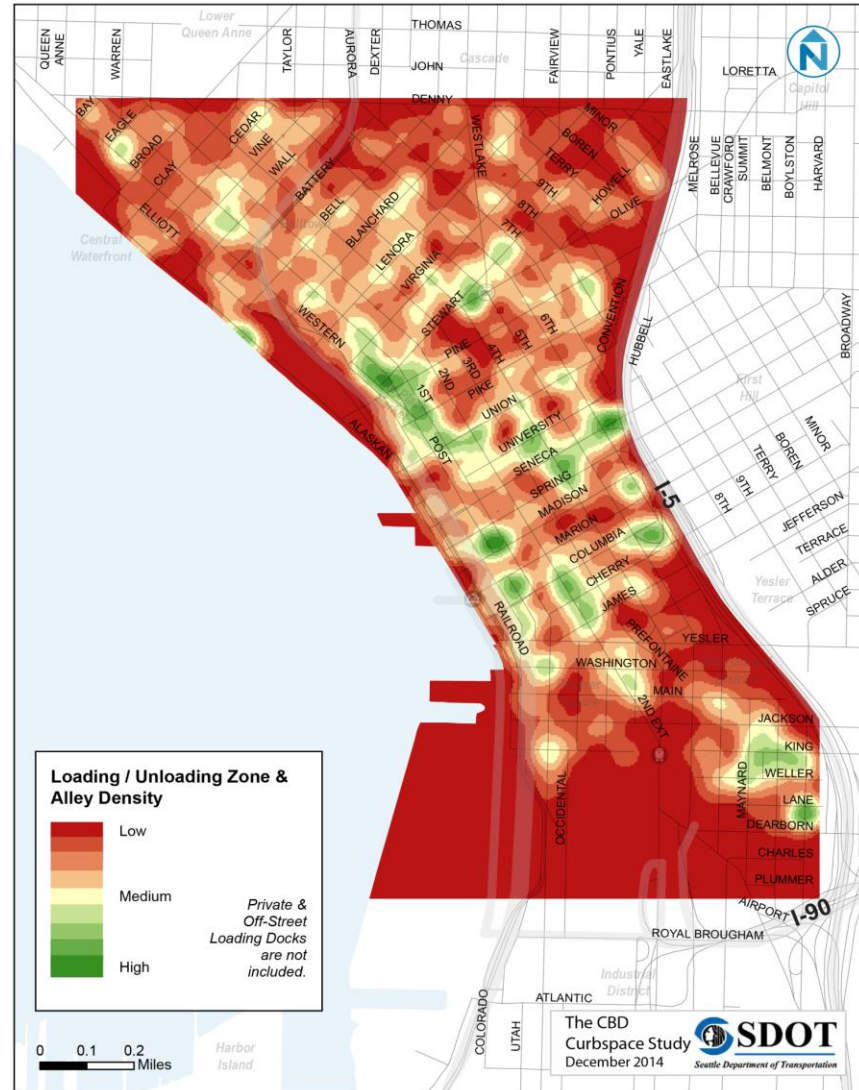 Lower
Queen Anne
THOMAS
QUEEN
ANNE
WARREN
TAYLOR
AURORA
DEXTER
JOHN
Cascade
FAIRVIEW
PONTIUS
YALE
EASTLAKE
N
LORETTA
Capitol
Hill
DENNY
BAY
EAGLE
BROAD
CLAY
ELLIOTT
CEDAR
VINE
WALL
BATTERY
BELL
BLANCHARD
LENORA
VIRGINIA
STEWART
WESTLAKE
MINOR
BOREN
TERRY
9TH
8TH
7TH
HOWELL
OLIVE
MELROSE
BELLEVUE
CRAWFORD
SUMMIT
BELMONT
BOYLSTON
HARVARD
Central
Waterfront
WESTERN
PINE
2ND
3RD
4TH
5TH
6TH
PIKE
CONVENTION
HUBBELL
BROADWAY
First
Hill
1ST
POST
ALASKAN
UNION
UNIVERSITY
SENECA
SPRING
MADISON
MARION
COLUMBIA
CHERRY
JAMES
I-5
8TH
9TH
TERRY
BOREN
MINOR
JEFFERSON
TERRACE
ALDER
SPRUCE
Yesler
Terrace
RAILROAD
PREFONTAINE
YESLER
WASHINGTON
MAIN
2ND EXT
JACKSON
KING
WELLER
LANE
DEARBORN
CHARLES
PLUMMER
MAYNARD
OCCIDENTAL
AIRPORT
I-90
ROYAL BROUGHAM
Industrial
District
ATLANTIC
COLORADO
UTAH
Harbor
Island
Loading / Unloading Zone &
Alley Density
Low
Medium
High
Private &
Off-Street
Loading Docks
are not
included.
0 0.1 0.2
Miles
The CBD
Curbspace Study
December 2014
SDOT
Seattle Department of Transportation